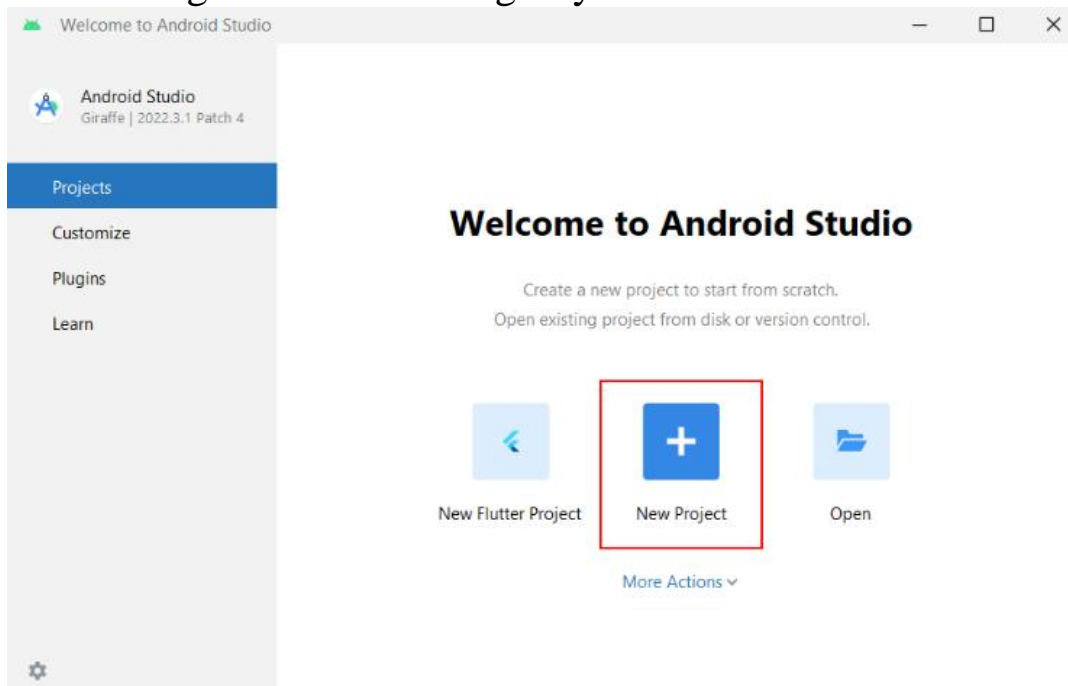 Welcome to Android Studio
Android Studio
Giraffe | 2022.3.1 Patch 4
Projects
Customize
Plugins
Learn
Welcome to Android Studio
Create a new project to start from scratch.
Open existing project from disk or version control.
New Flutter Project
New Project
Open
More Actions